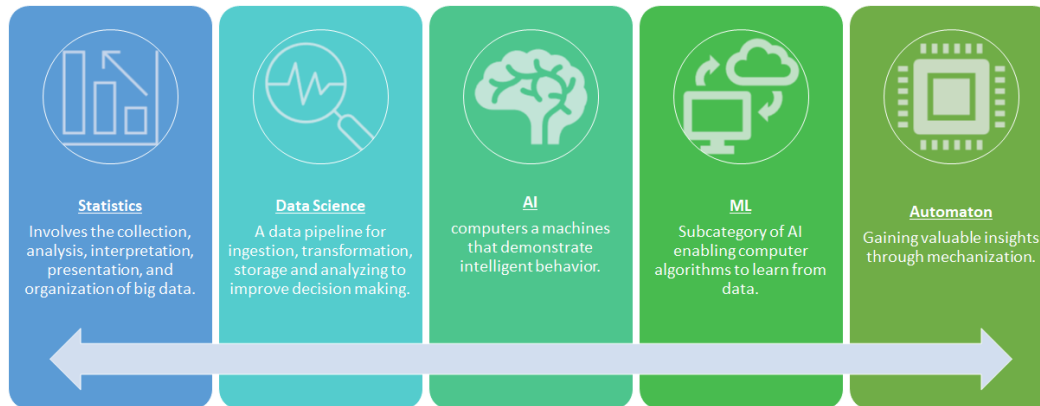 Statistics
Involves the collection,
analysis, interpretation,
presentation, and
organization of big data.
Data Science
A data pipeline for
ingestion, transformation,
storage and analyzing to
improve decision making.
AI
computers a machines
that demonstrate
intelligent behavior.
ML
Subcategory of AI
enabling computer
algorithms to learn from
data.
Automaton
Gaining valuable insights
through mechanization.